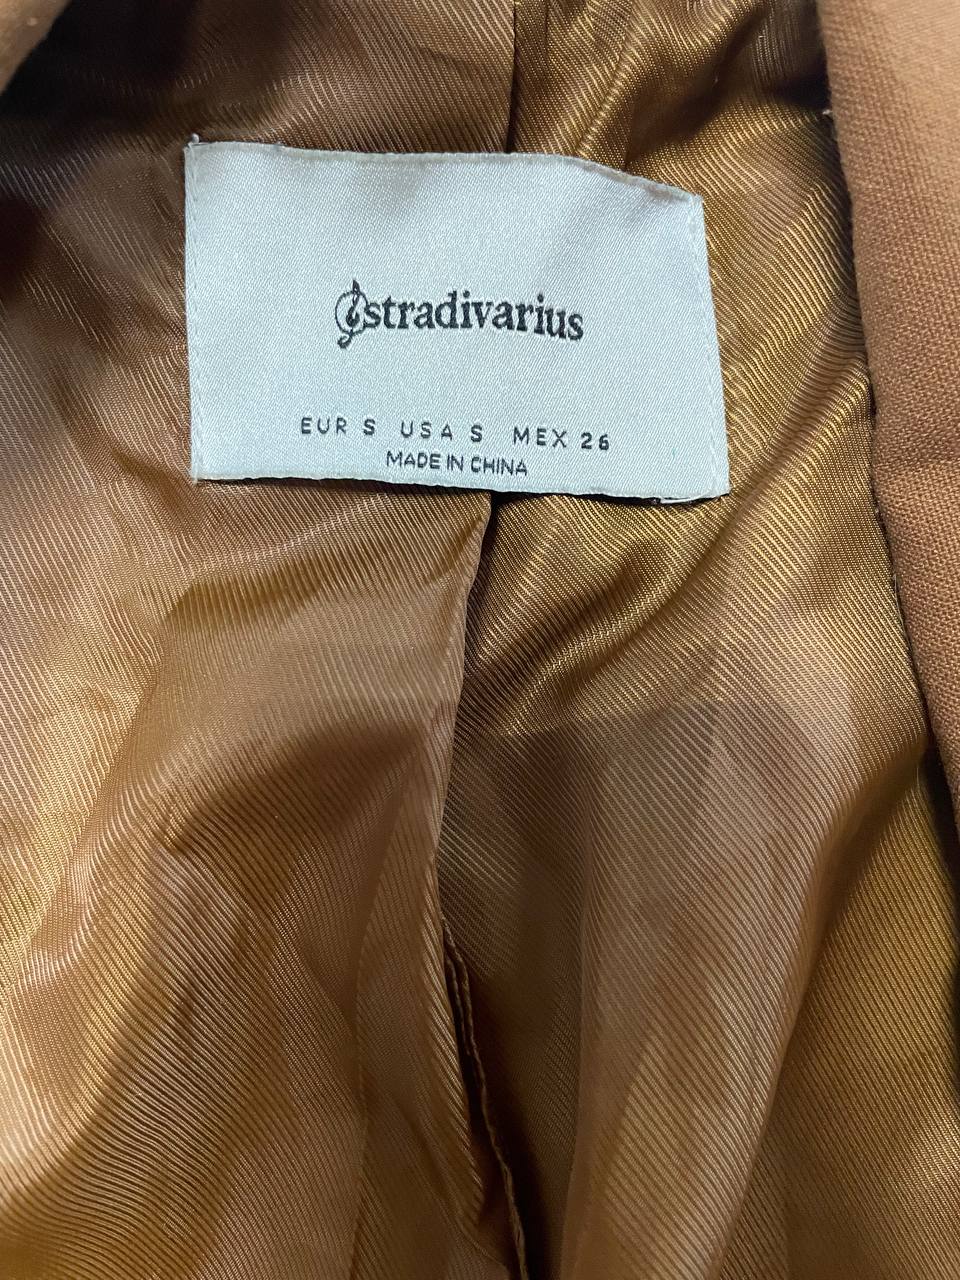 stradivarius
EUR S USA S MEX 26
MADE IN CHINA